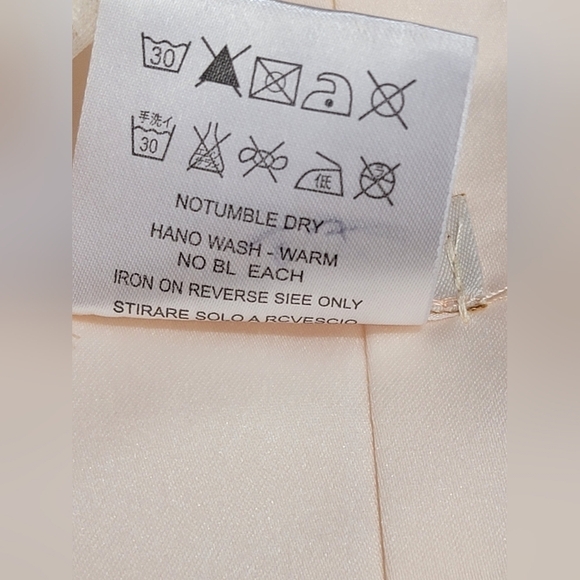 30
手洗イ
30
低
NOTUMBLE DRY
HANO WASH - WARM
NO BL EACH
IRON ON REVERSE SIEE ONLY
STIRARE SOLO A RCVESCIO